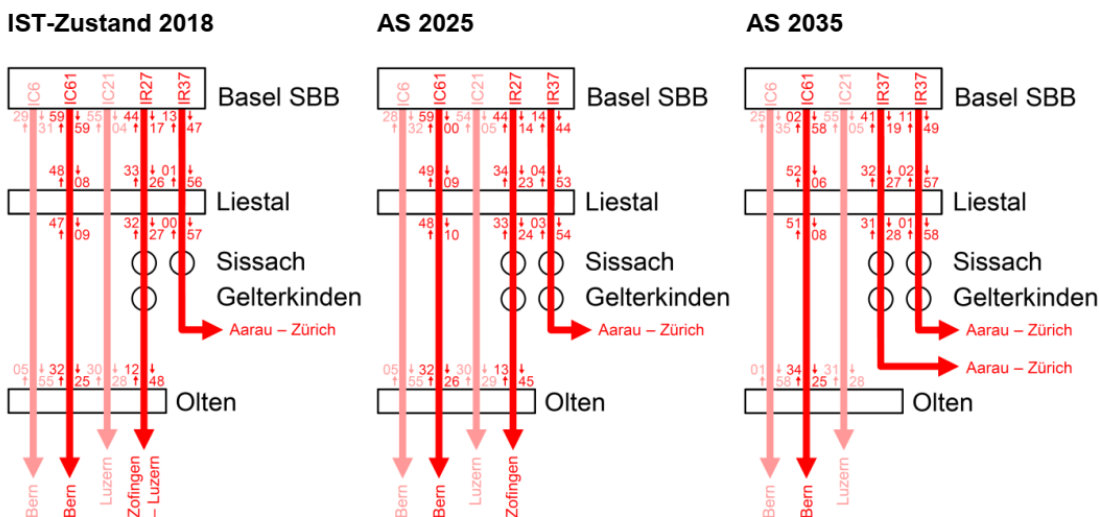 IST-Zustand 2018
IC6 IC61 IC21 IR27 IR37
Basel SBB
29 59 55 44 13
31 59 04 17 47
48 33 01
08 26 56
Liestal
47 32 00
09 27 57
Sissach
Gelterkinden
Aarau – Zürich
05 32 30 12
55 25 28 48
Olten
Bern
Bern
Luzern
Zofingen
– Luzern
AS 2025
IC6 IC61 IC21 IR27 IR37
Basel SBB
28 59 54 44 14
32 00 05 14 44
49 34 04
09 23 53
Liestal
48 33 03
10 24 54
Sissach
Gelterkinden
Aarau – Zürich
05 32 30 13
55 26 29 45
Olten
Bern
Bern
Luzern
Zofingen
AS 2035
IC6 IC61 IC21 IR37 IR37
Basel SBB
25 02 55 41 11
35 58 05 19 49
52 32 02
06 27 57
Liestal
51 31 01
08 28 58
Sissach
Gelterkinden
Aarau – Zürich
Aarau – Zürich
01 34 31
58 25 28
Olten
Bern
Bern
Luzern